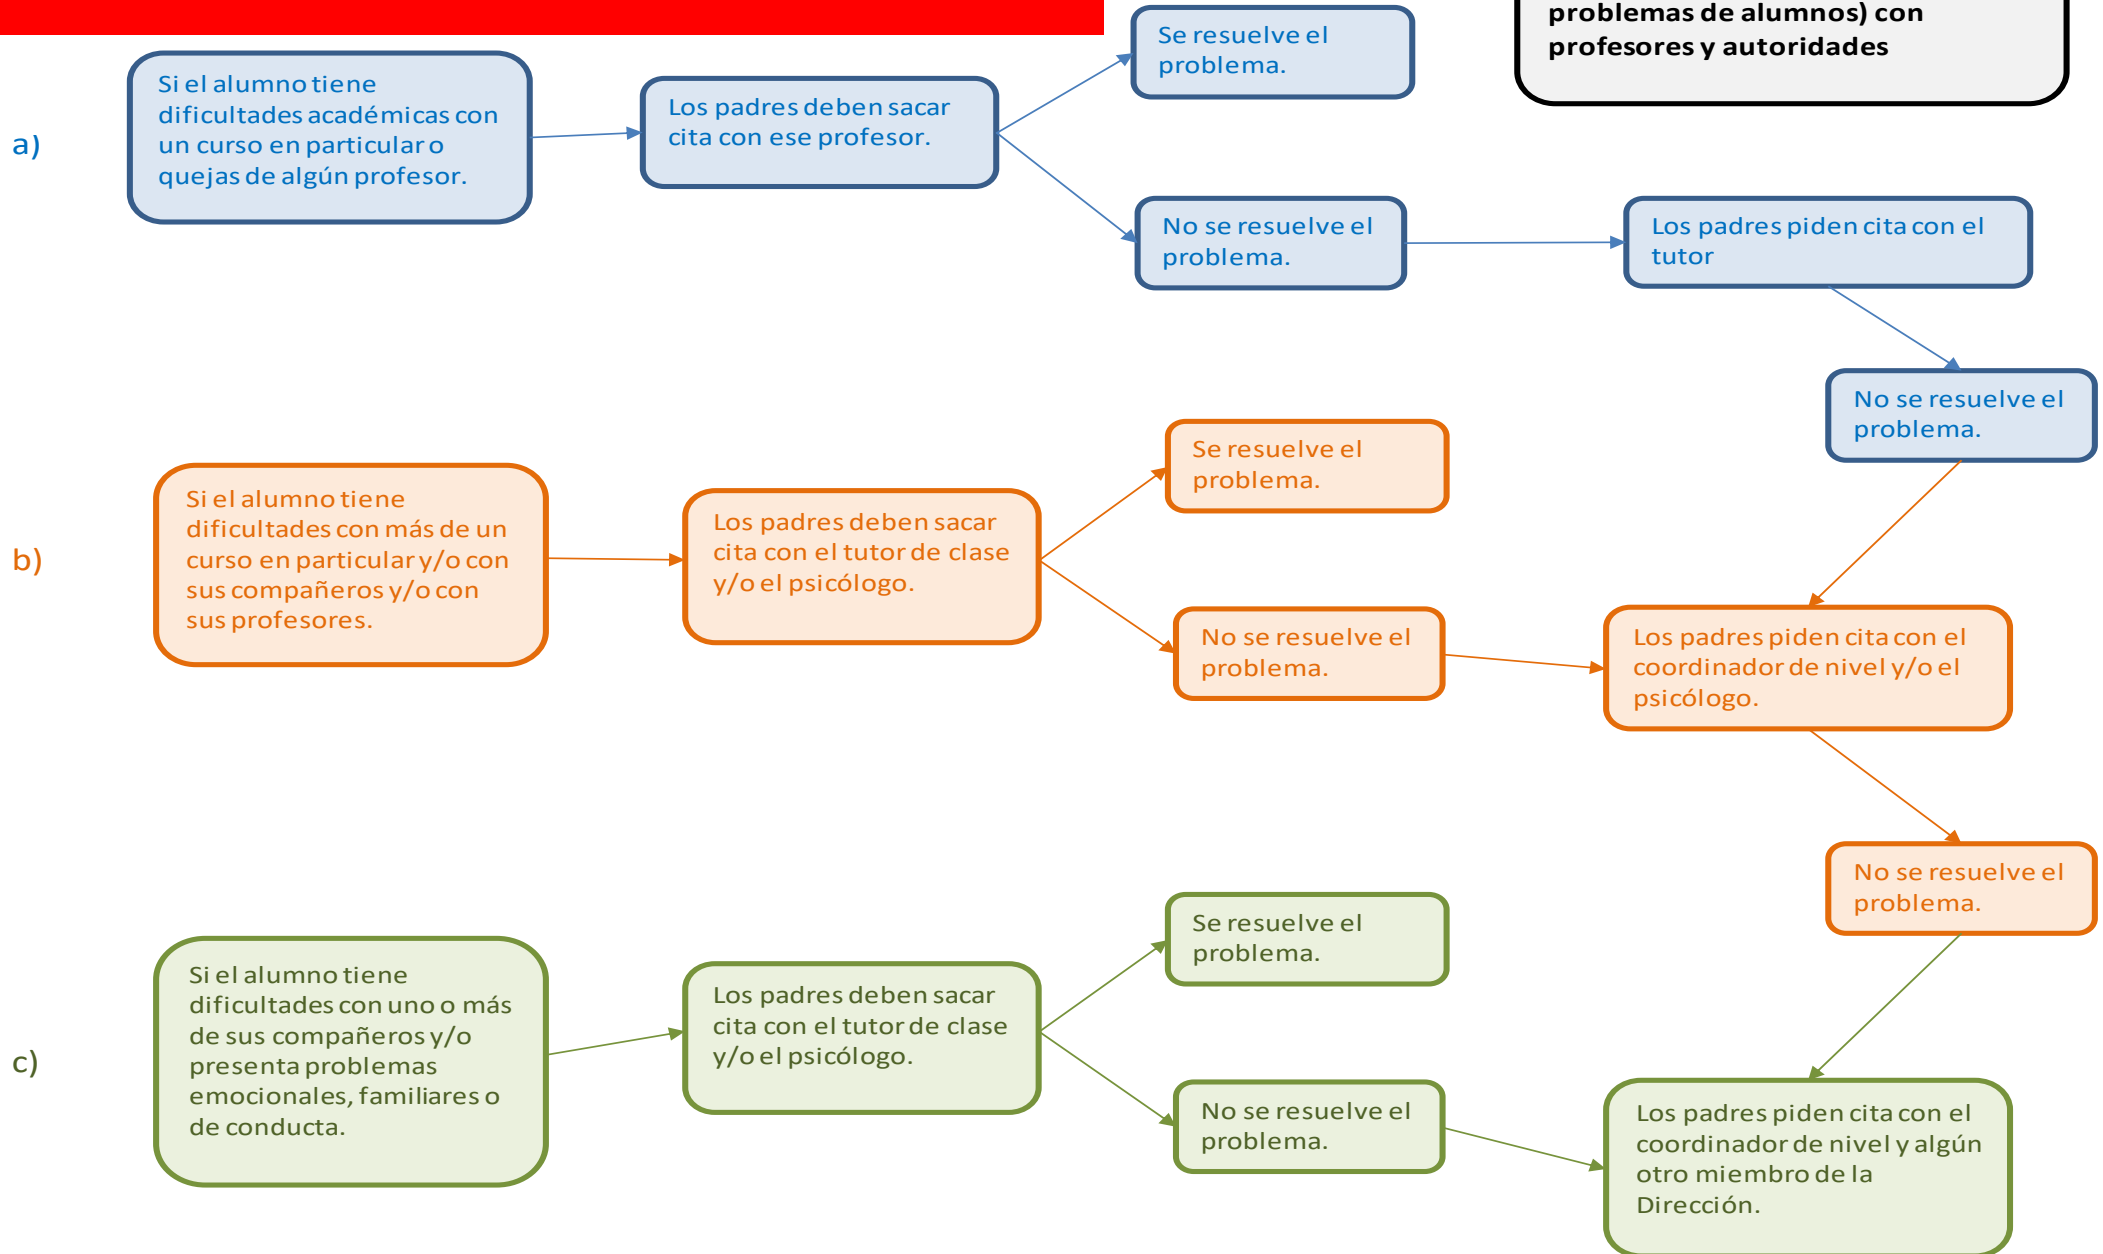 problemas de alumnos) con
profesores y autoridades
a)
Si el alumno tiene
dificultades académicas con
un curso en particular o
quejas de algún profesor.
Los padres deben sacar
cita con ese profesor.
Se resuelve el
problema.
No se resuelve el
problema.
Los padres piden cita con el
tutor
No se resuelve el
problema.
b)
Si el alumno tiene
dificultades con más de un
curso en particular y/o con
sus compañeros y/o con
sus profesores.
Los padres deben sacar
cita con el tutor de clase
y/o el psicólogo.
Se resuelve el
problema.
No se resuelve el
problema.
Los padres piden cita con el
coordinador de nivel y/o el
psicólogo.
No se resuelve el
problema.
c)
Si el alumno tiene
dificultades con uno o más
de sus compañeros y/o
presenta problemas
emocionales, familiares o
de conducta.
Los padres deben sacar
cita con el tutor de clase
y/o el psicólogo.
Se resuelve el
problema.
No se resuelve el
problema.
Los padres piden cita con el
coordinador de nivel y algún
otro miembro de la
Dirección.